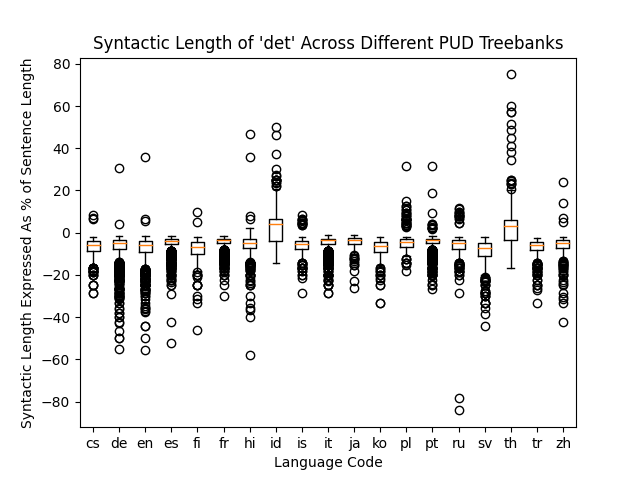 Syntactic Length of 'det' Across Different PUD Treebanks
Syntactic Length Expressed As % of Sentence Length
80
60
40
20
0
−20
−40
−60
−80
cs de en es fi fr hi id is it ja ko pl pt ru sv th tr zh
Language Code